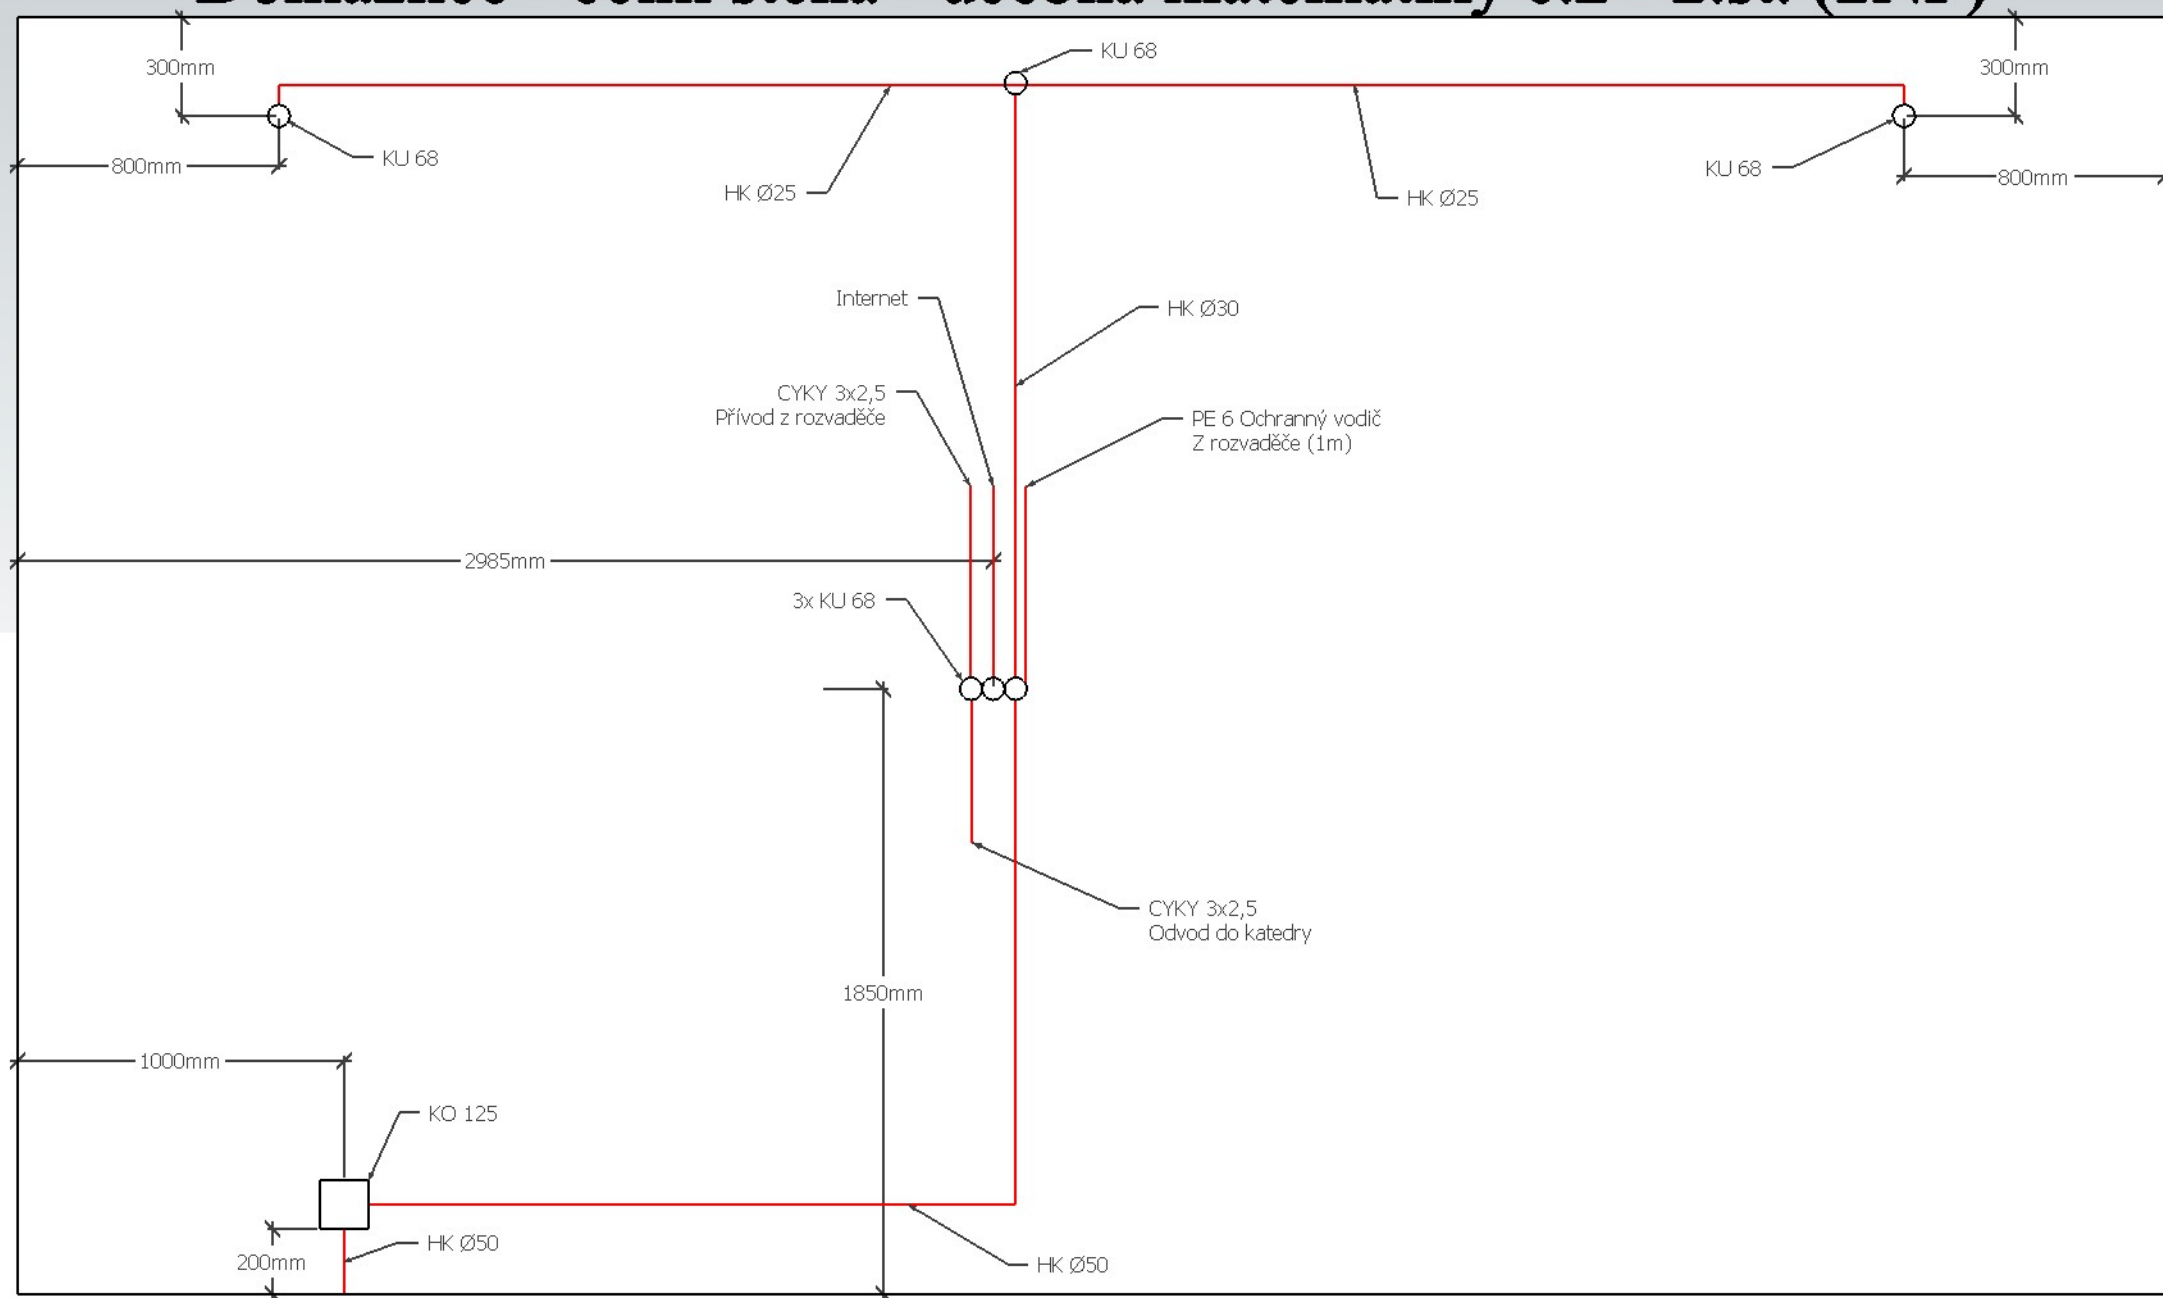 300mm
KU 68
300mm
800mm
KU 68
HK Ø25
HK Ø25
KU 68
800mm
Internet
HK Ø30
CYKY 3x2,5
Přívod z rozvaděče
PE 6 Ochranný vodič
Z rozvaděče (1m)
2985mm
3x KU 68
CYKY 3x2,5
Odvod do katedry
1850mm
1000mm
KO 125
HK Ø50
200mm
HK Ø50